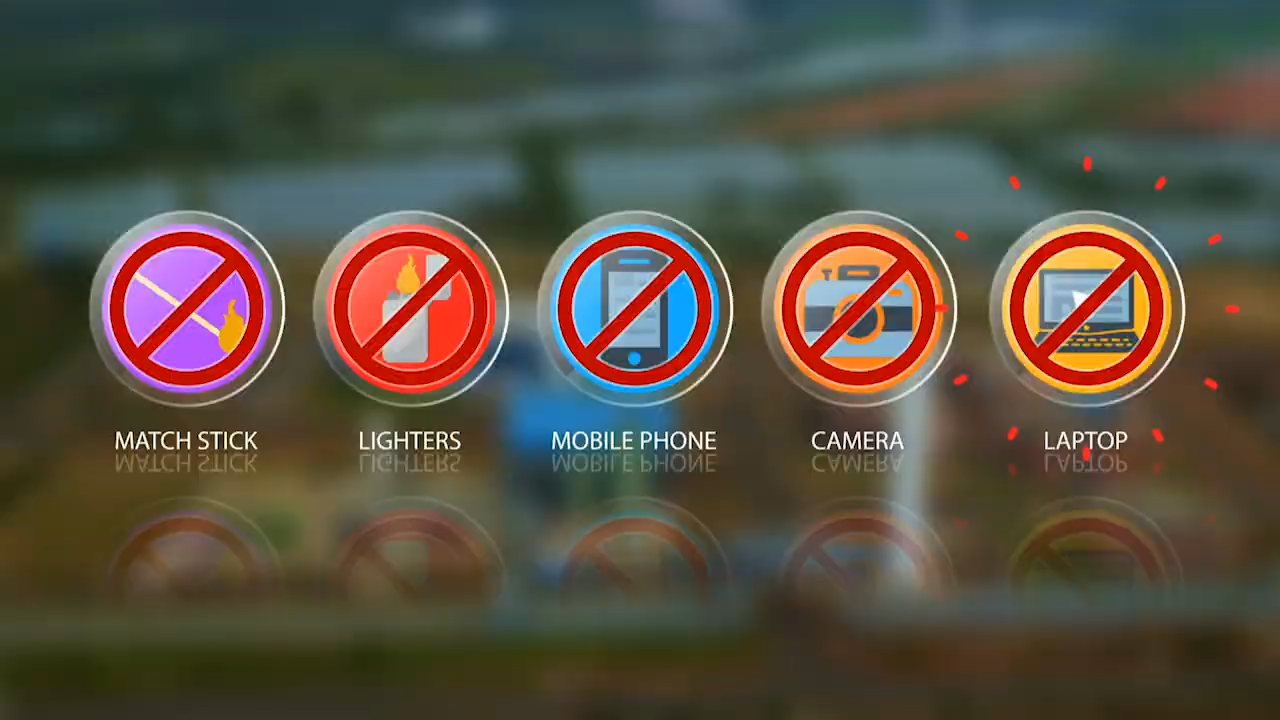 MATCH STICK
LIGHTERS
MOBILE PHONE
CAMERA
LAPTOP